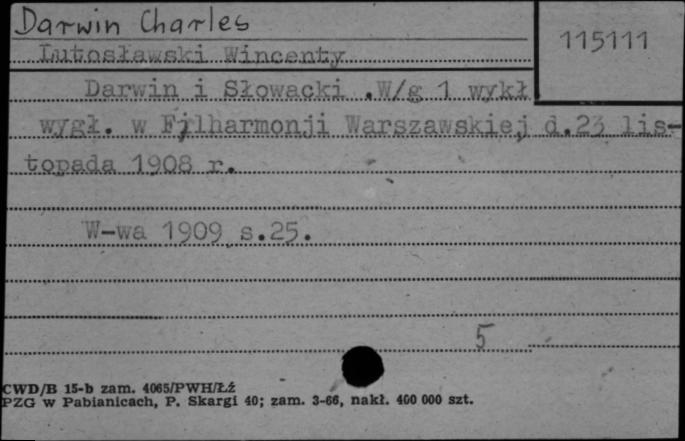 Darwin Charles
115111
Lutosławski Wincenty
Darwin i Słowacki .W/g 1 wykł
wygł. w Filharmonji Warszawskiej d.23 lis-
topada 1908 r.
W-wa 1909 s.25.
5
CWD/B 15-b zam. 4065/PWH/ŁŹ
PZG w Pabianicach, P. Skargi 40; zam. 3-66, nakł. 400 000 szt.